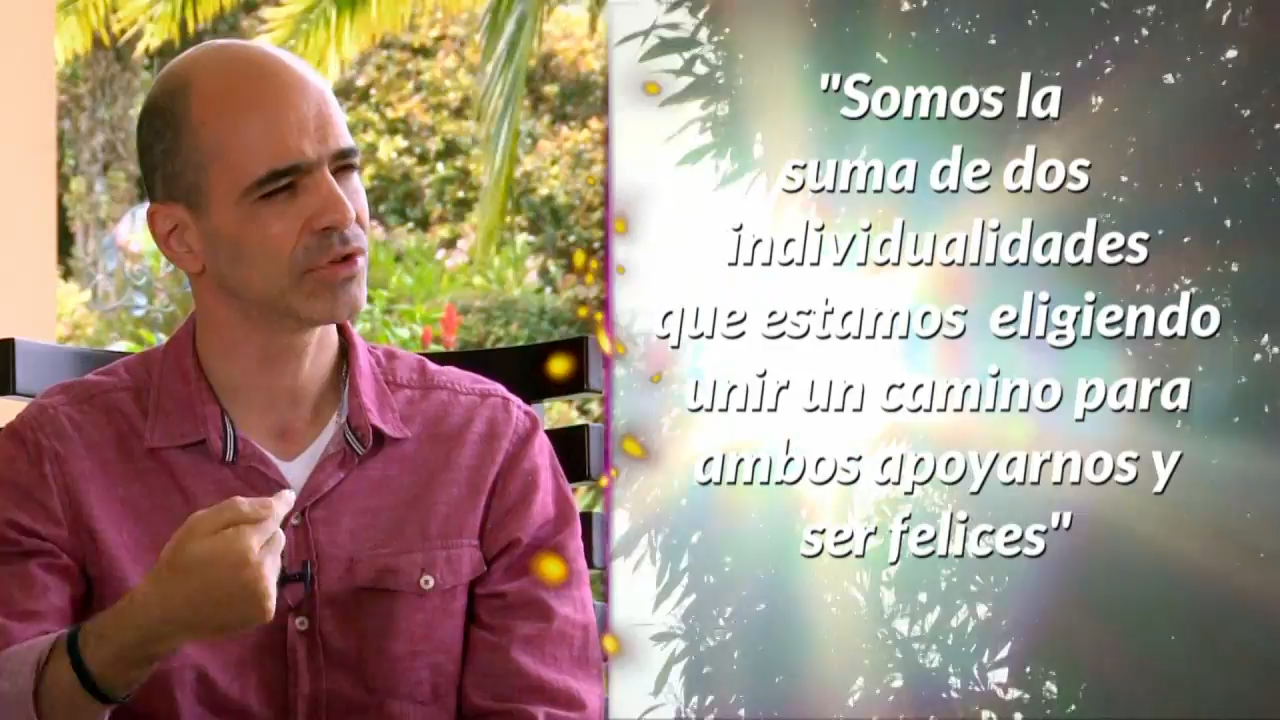 "Somos la
suma de dos
individualidades
que estamos eligiendo
unir un camino para
ambos apoyarnos y
ser felices"